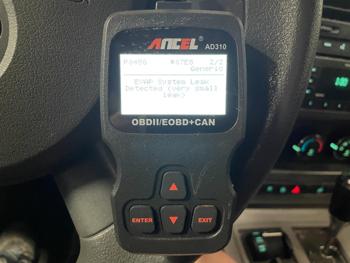 ANCEL
AD310
P0456 $7E8 2/2
Generic
EVAP System Leak
Detected (very small
leak)
OBDII/EOBD+CAN
ENTER
EXIT